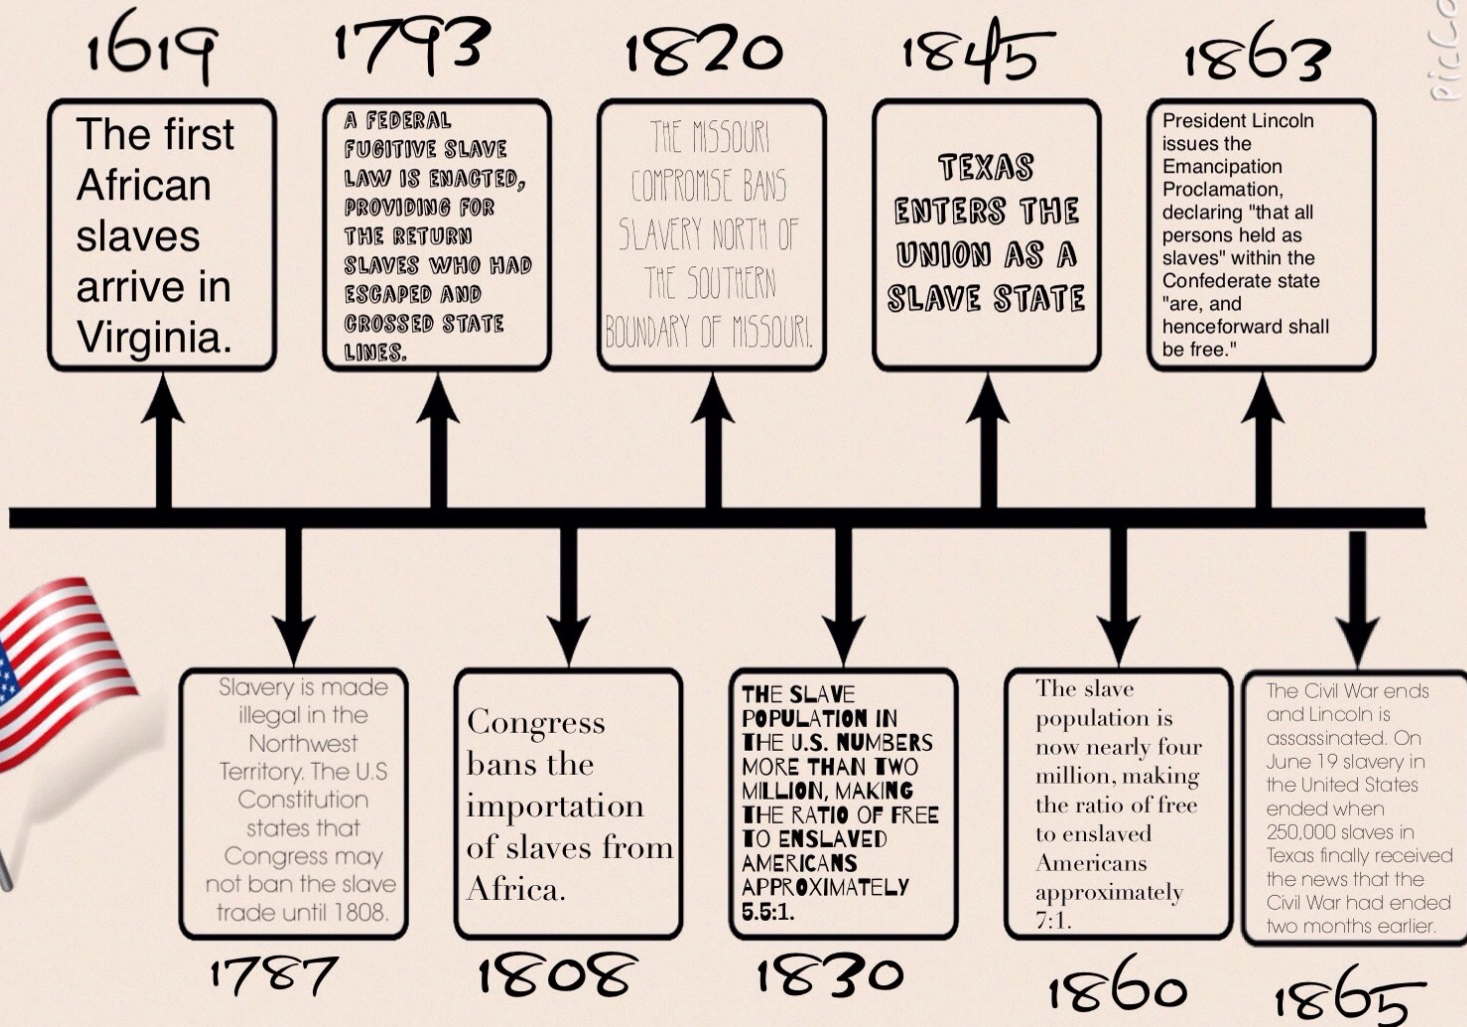 1619
The first
African
slaves
arrive in
Virginia.
1793
A FEDERAL
FUGITIVE SLAVE
LAW IS ENACTED,
PROVIDING FOR
THE RETURN
SLAVES WHO HAD
ESCAPED AND
CROSSED STATE
LINES.
1820
THE MISSOURI
COMPROMISE BANS
SLAVERY NORTH OF
THE SOUTHERN
BOUNDARY OF MISSOURI.
1845
TEXAS
ENTERS THE
UNION AS A
SLAVE STATE
1863
President Lincoln
issues the
Emancipation
Proclamation,
declaring "that all
persons held as
slaves" within the
Confederate state
"are, and
henceforward shall
be free."
Slavery is made
illegal in the
Northwest
Territory. The U.S
Constitution
states that
Congress may
not ban the slave
trade until 1808.
1787
Congress
bans the
importation
of slaves from
Africa.
1808
THE SLAVE
POPULATION IN
THE U.S. NUMBERS
MORE THAN TWO
MILLION, MAKING
THE RATIO OF FREE
TO ENSLAVED
AMERICANS
APPROXIMATELY
5.5:1.
1830
The slave
population is
now nearly four
million, making
the ratio of free
to enslaved
Americans
approximately
7:1.
1860
The Civil War ends
and Lincoln is
assassinated. On
June 19 slavery in
the United States
ended when
250,000 slaves in
Texas finally received
the news that the
Civil War had ended
two months earlier.
1865